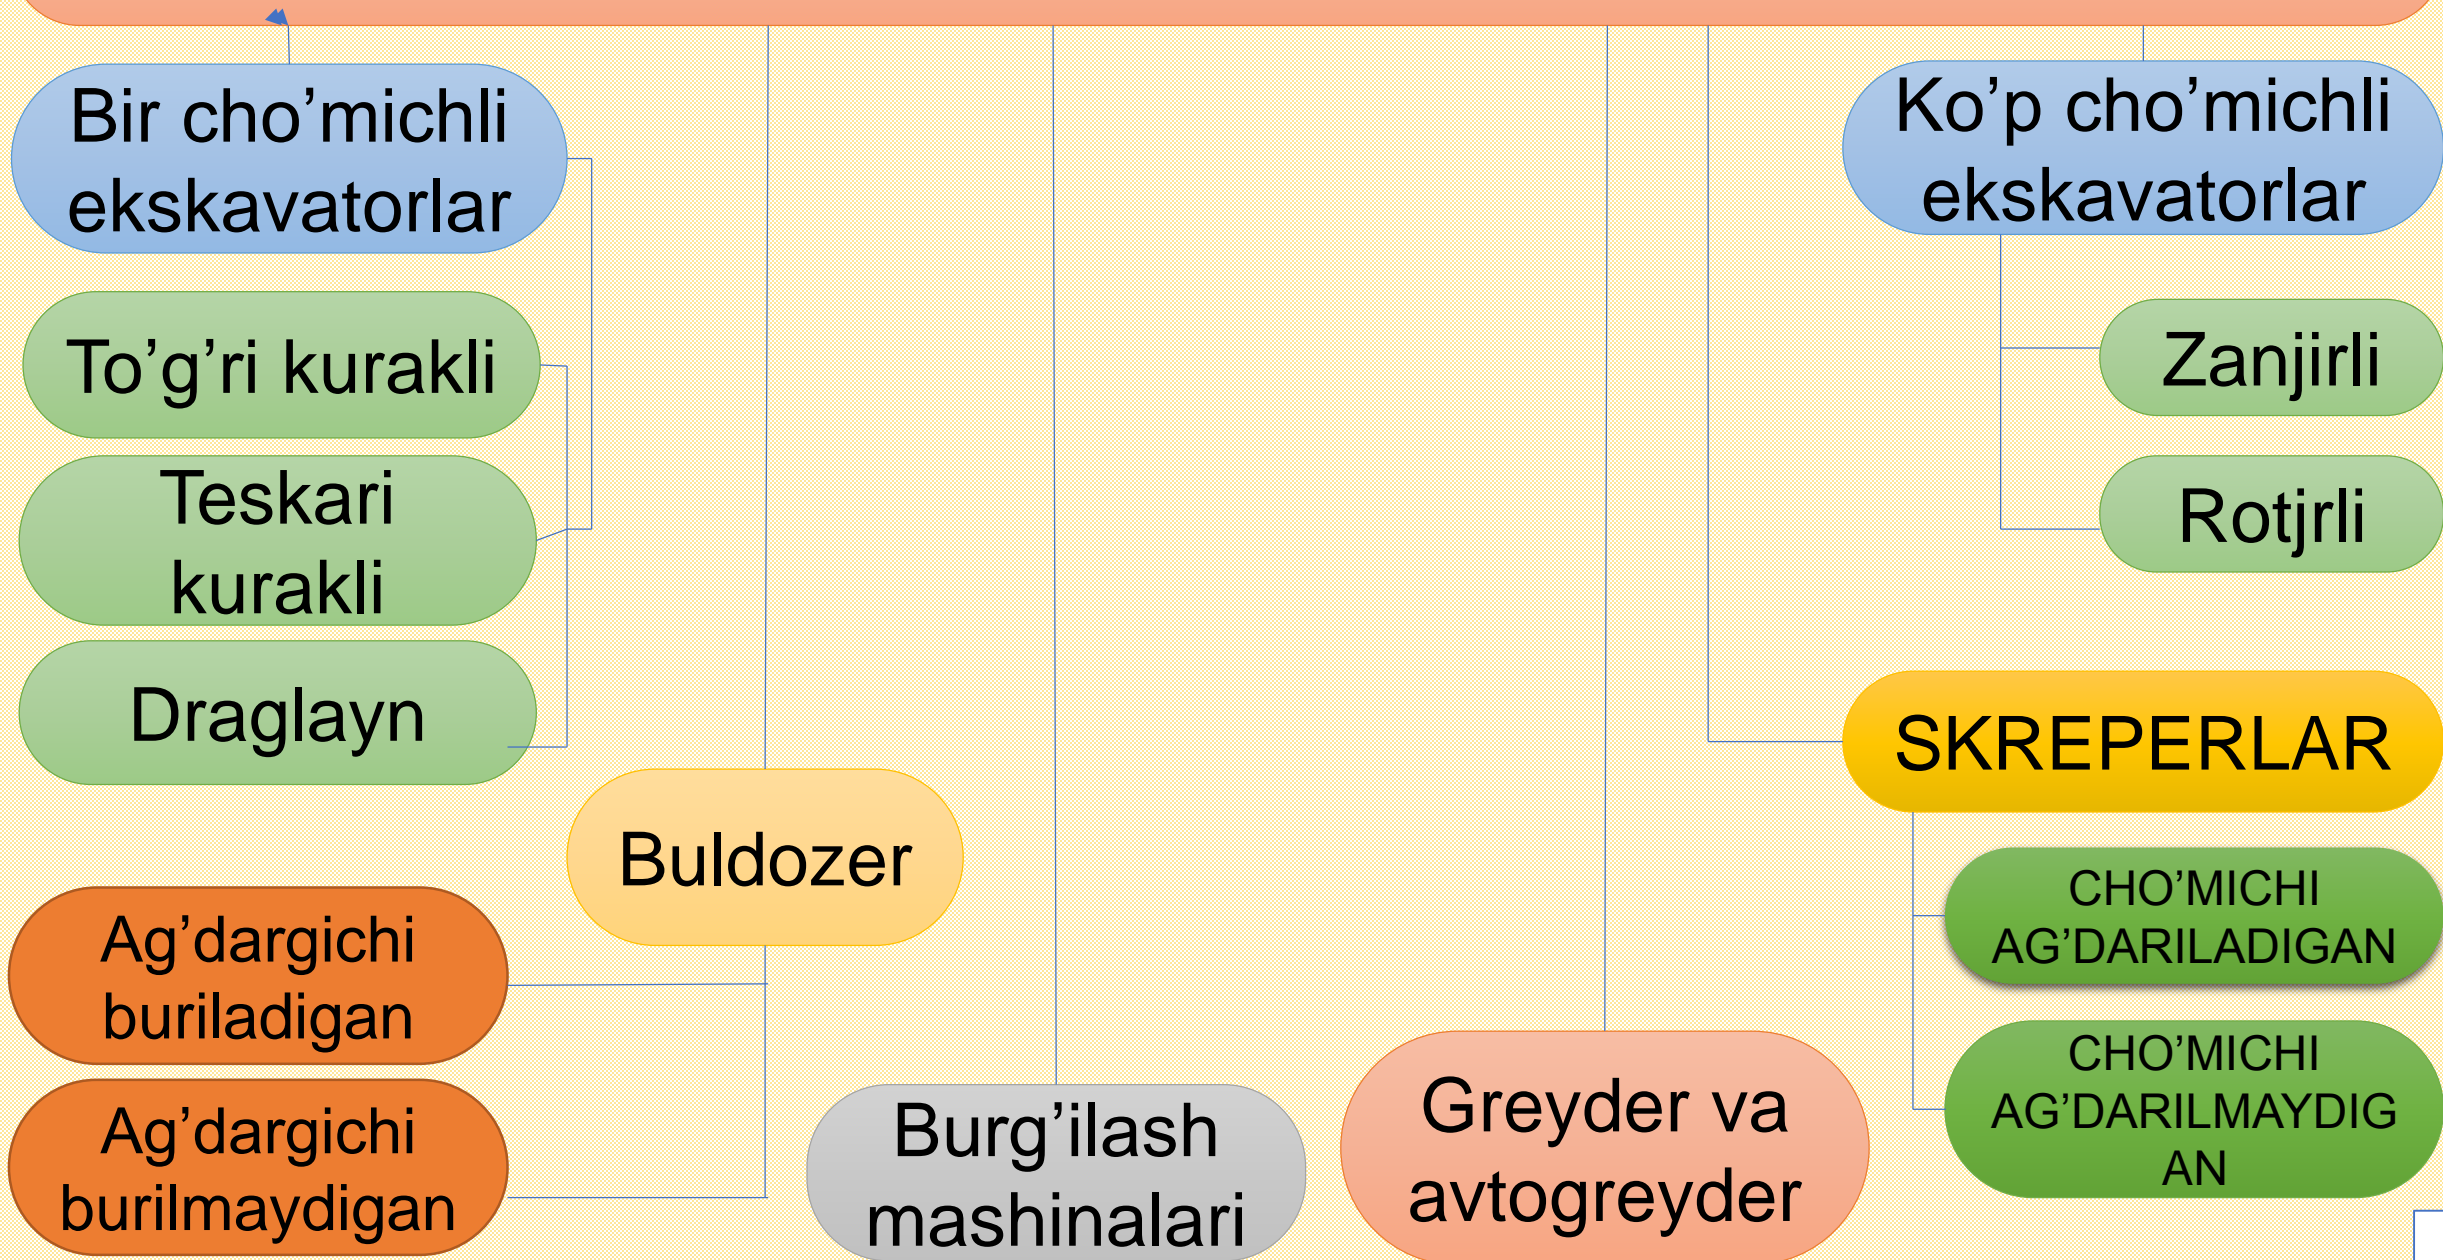 Bir cho’michli
ekskavatorlar
To’g’ri kurakli
Teskari
kurakli
Draglayn
Buldozer
Ag’dargichi
buriladigan
Ag’dargichi
burilmaydigan
Burg’ilash
mashinalari
Greyder va
avtogreyder
Ko’p cho’michli
ekskavatorlar
Zanjirli
Rotjrli
SKREPERLAR
CHO’MICHI
AG’DARILADIGAN
CHO’MICHI
AG’DARILMAYDIG
AN